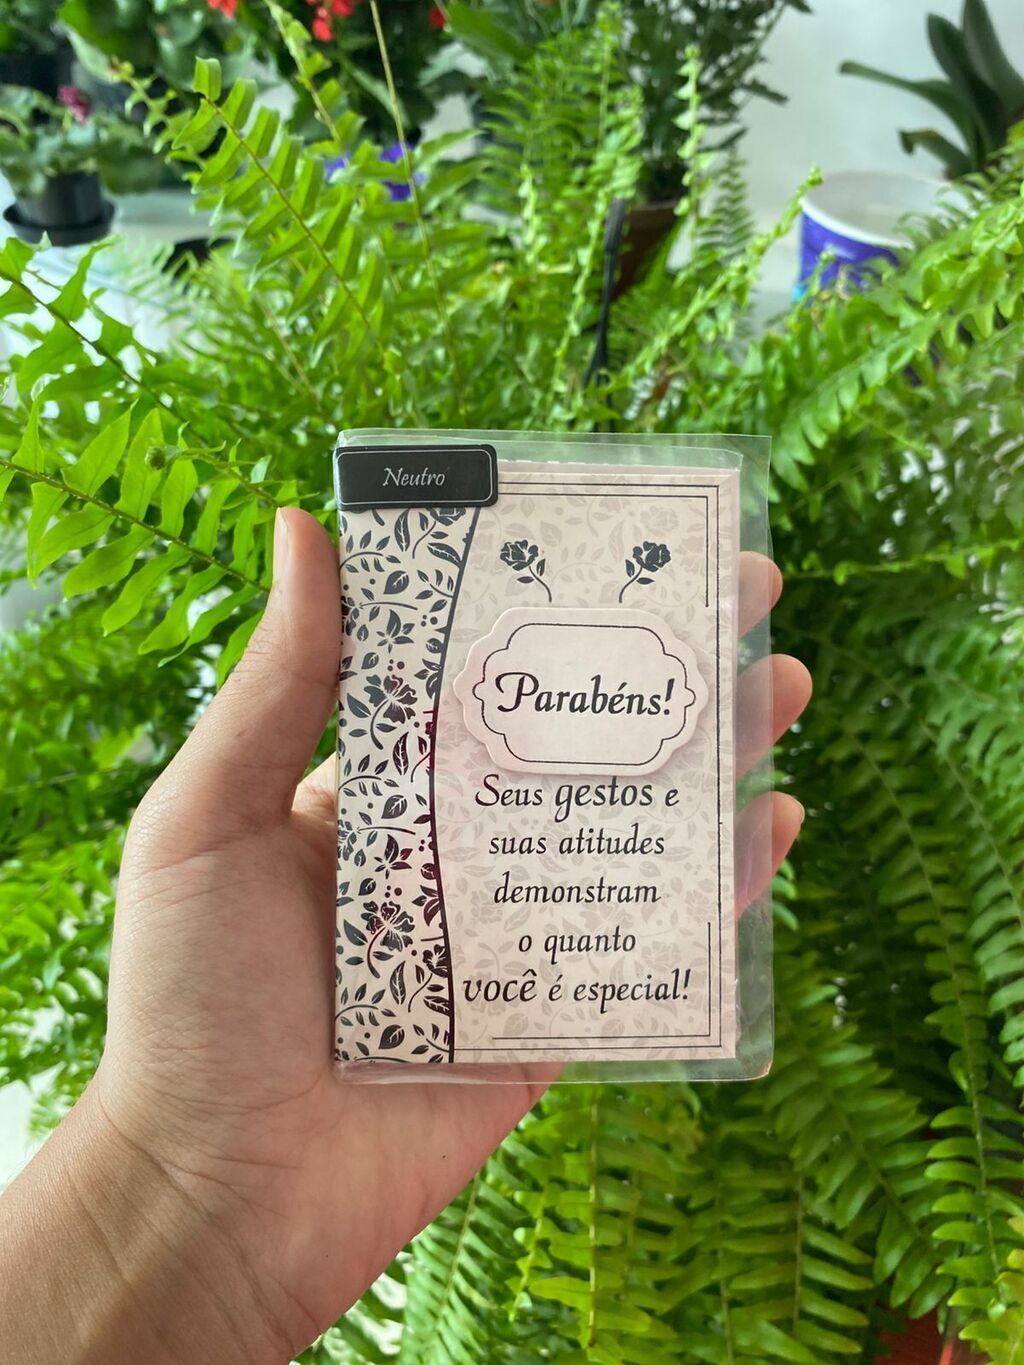 Neutro
Parabéns!
Seus gestos e
suas atitudes
demonstram
o quanto
você é especial!